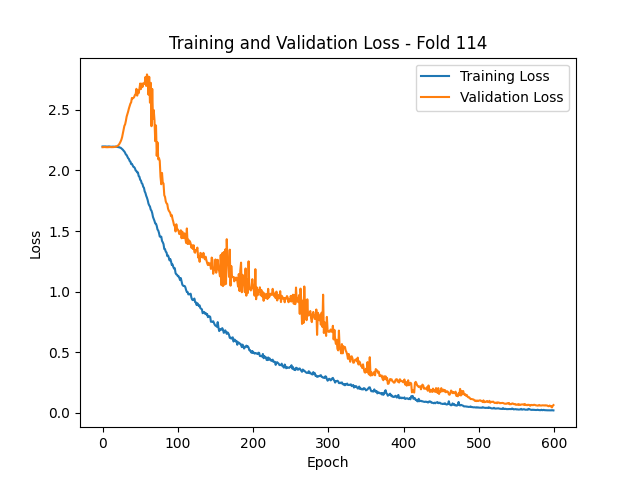 Training and Validation Loss - Fold 114
Training Loss
Validation Loss
Loss
2.5
2.0
1.5
1.0
0.5
0.0
0 100 200 300 400 500 600
Epoch